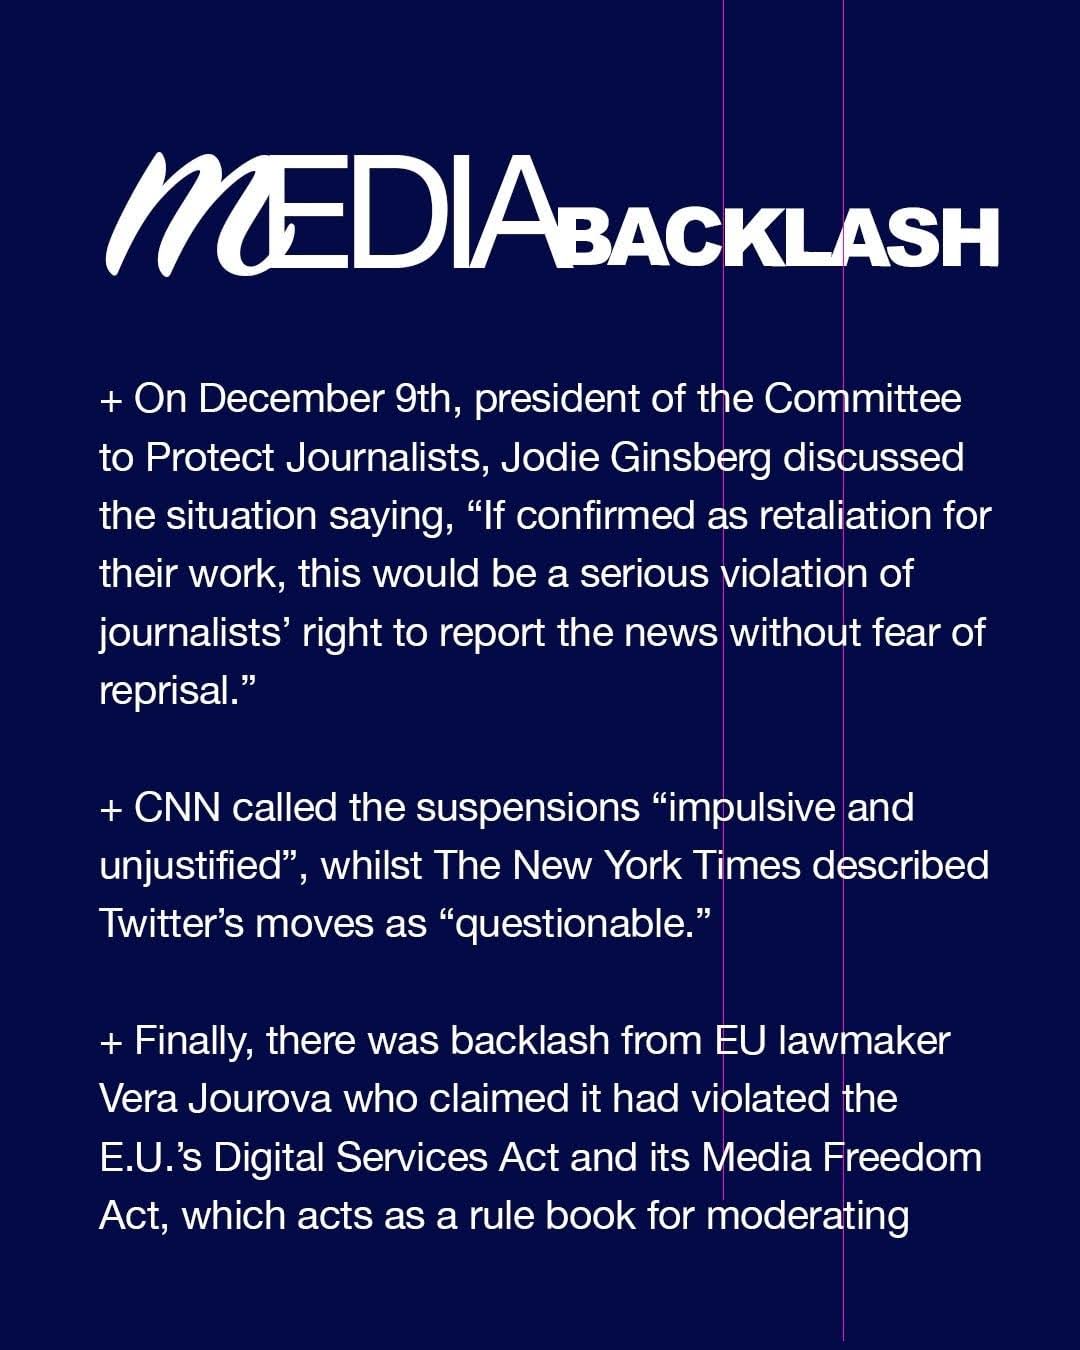 MEDIA BACKLASH
+ On December 9th, president of the Committee
to Protect Journalists, Jodie Ginsberg discussed
the situation saying, “If confirmed as retaliation for
their work, this would be a serious violation of
journalists’ right to report the news without fear of
reprisal.”
+ CNN called the suspensions “impulsive and
unjustified”, whilst The New York Times described
Twitter’s moves as “questionable.”
+ Finally, there was backlash from EU lawmaker
Vera Jourova who claimed it had violated the
E.U.’s Digital Services Act and its Media Freedom
Act, which acts as a rule book for moderating